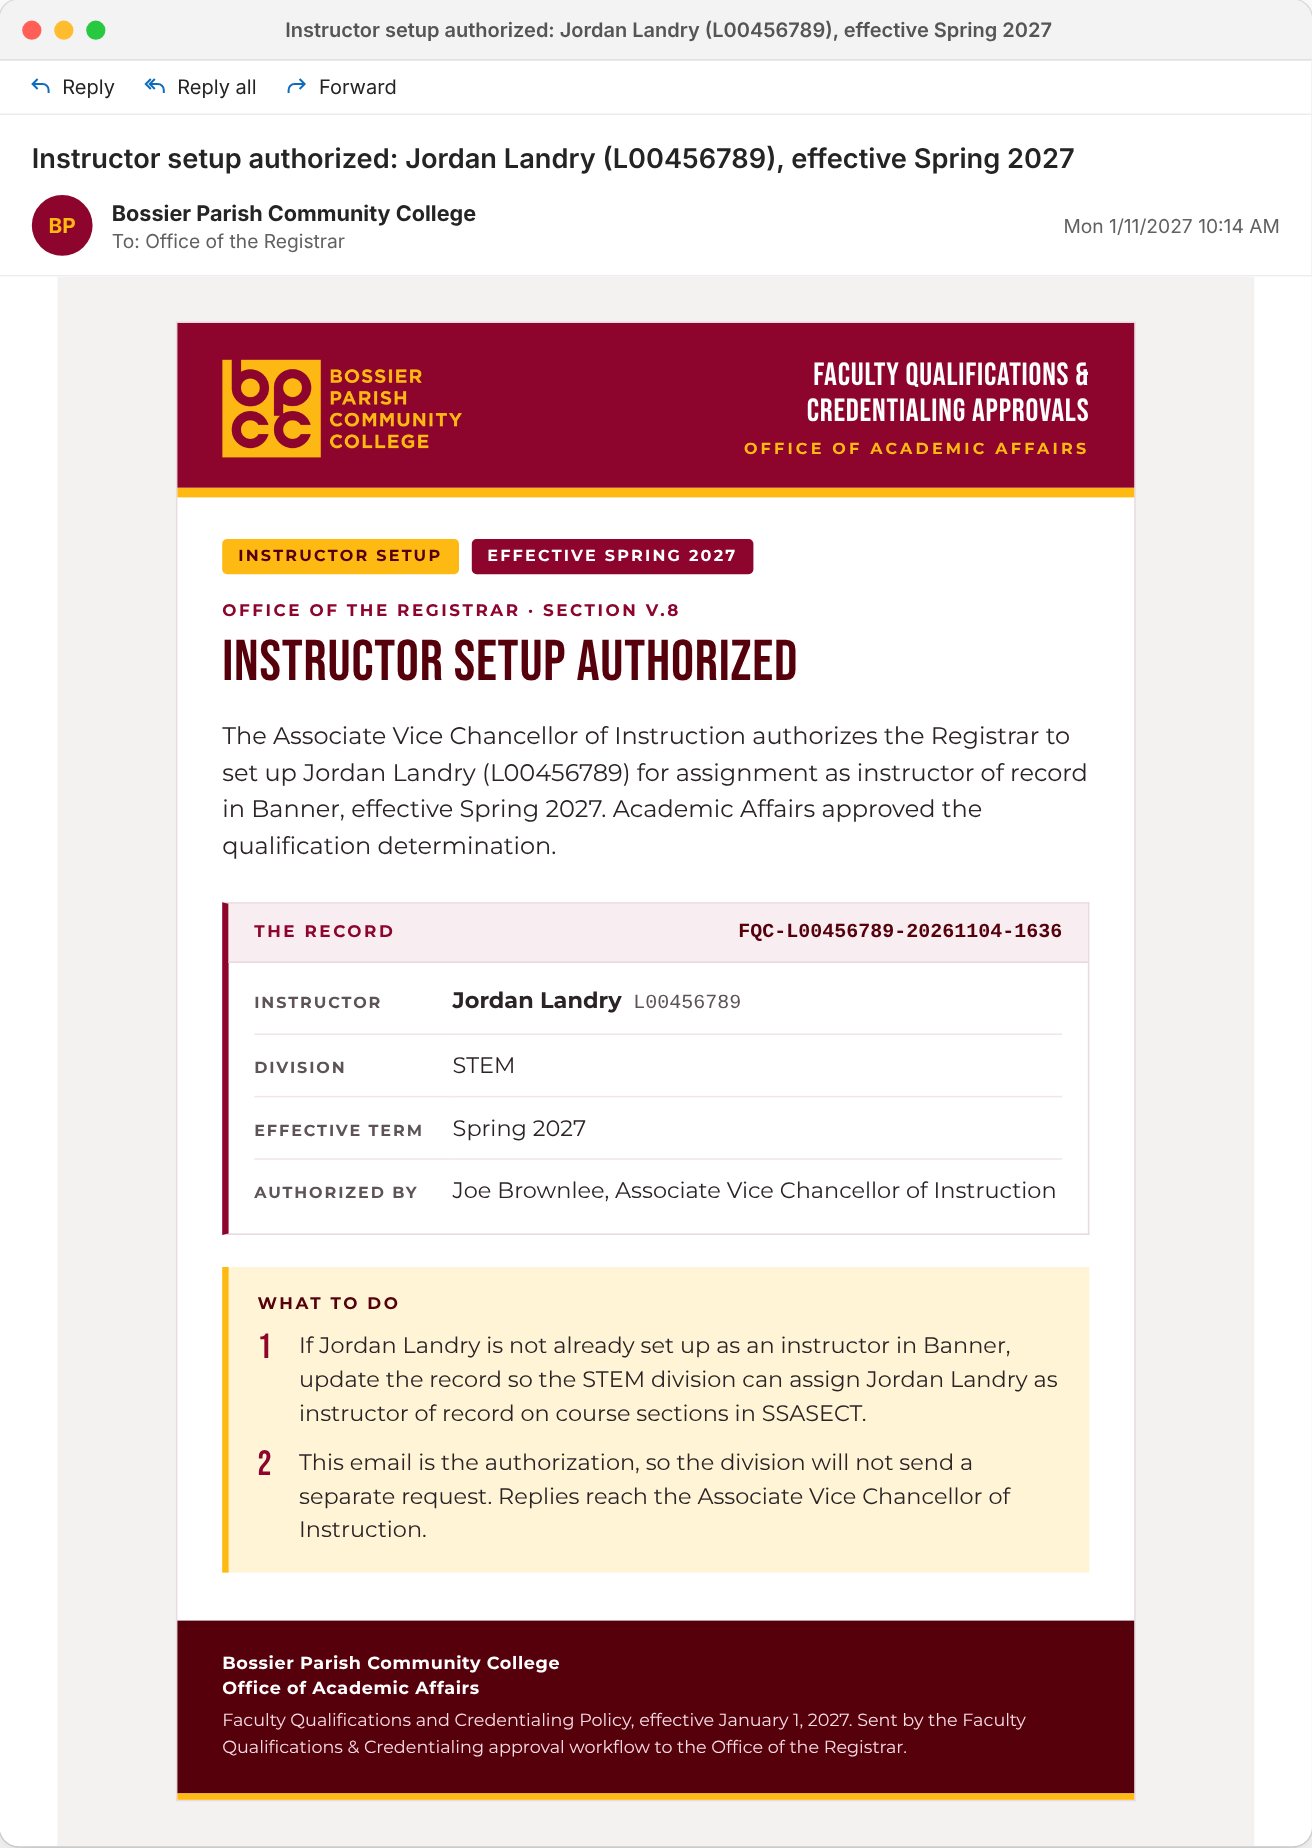 Instructor setup authorized: Jordan Landry (L00456789), effective Spring 2027
Reply
Reply all
Forward
Instructor setup authorized: Jordan Landry (L00456789), effective Spring 2027
BP
Bossier Parish Community College
To: Office of the Registrar
Mon 1/11/2027 10:14 AM
bp
cc
BOSSIER
PARISH
COMMUNITY
COLLEGE
FACULTY QUALIFICATIONS &
CREDENTIALING APPROVALS
OFFICE OF ACADEMIC AFFAIRS
INSTRUCTOR SETUP
EFFECTIVE SPRING 2027
OFFICE OF THE REGISTRAR · SECTION V.8
INSTRUCTOR SETUP AUTHORIZED
The Associate Vice Chancellor of Instruction authorizes the Registrar to
set up Jordan Landry (L00456789) for assignment as instructor of record
in Banner, effective Spring 2027. Academic Affairs approved the
qualification determination.
THE RECORD
FQC-L00456789-20261104-1636
INSTRUCTOR
Jordan Landry L00456789
DIVISION
STEM
EFFECTIVE TERM
Spring 2027
AUTHORIZED BY
Joe Brownlee, Associate Vice Chancellor of Instruction
WHAT TO DO
1 If Jordan Landry is not already set up as an instructor in Banner,
update the record so the STEM division can assign Jordan Landry as
instructor of record on course sections in SSASECT.
2 This email is the authorization, so the division will not send a
separate request. Replies reach the Associate Vice Chancellor of
Instruction.
Bossier Parish Community College
Office of Academic Affairs
Faculty Qualifications and Credentialing Policy, effective January 1, 2027. Sent by the Faculty
Qualifications & Credentialing approval workflow to the Office of the Registrar.